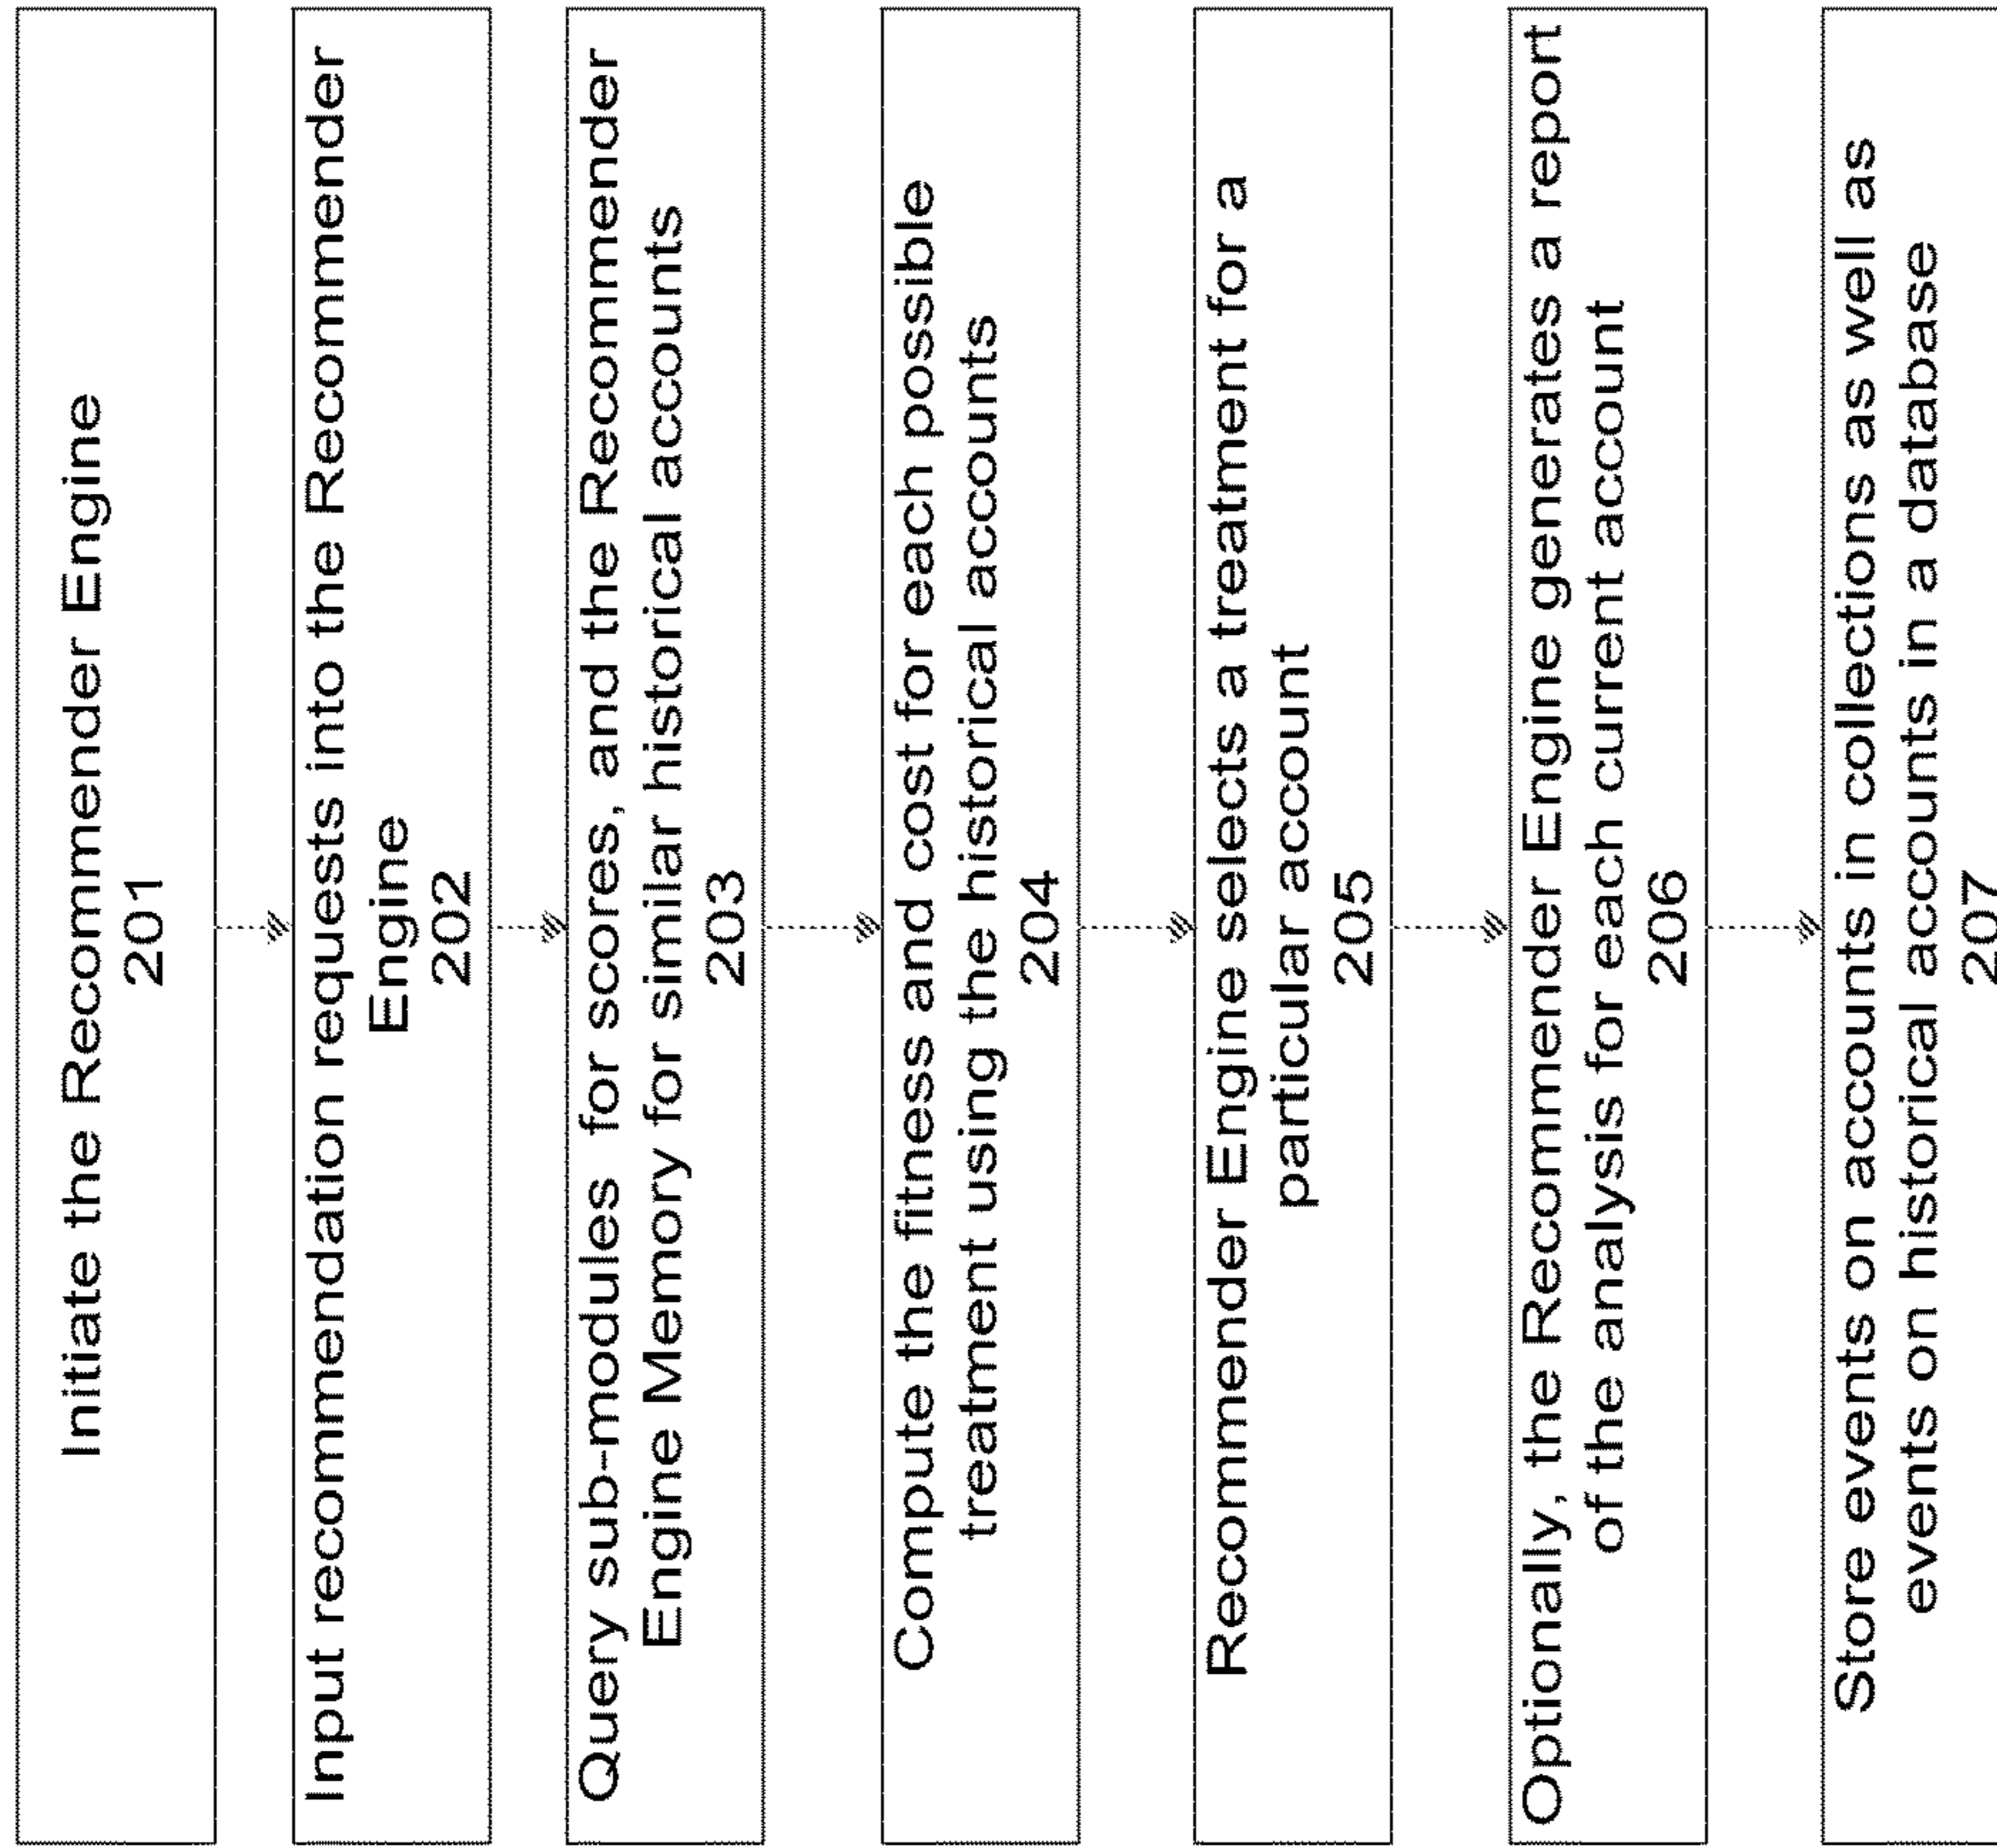 Initiate the Recommender Engine
201
Input recommendation requests into the Recommender
Engine
202
Query sub-modules for scores, and the Recommender
Engine Memory for similar historical accounts
203
Compute the fitness and cost for each possible
treatment using the historical accounts
204
Recommender Engine selects a treatment for a
particular account
205
Optionally, the Recommender Engine generates a report
of the analysis for each current account
206
Store events on accounts in collections as well as
events on historical accounts in a database
207